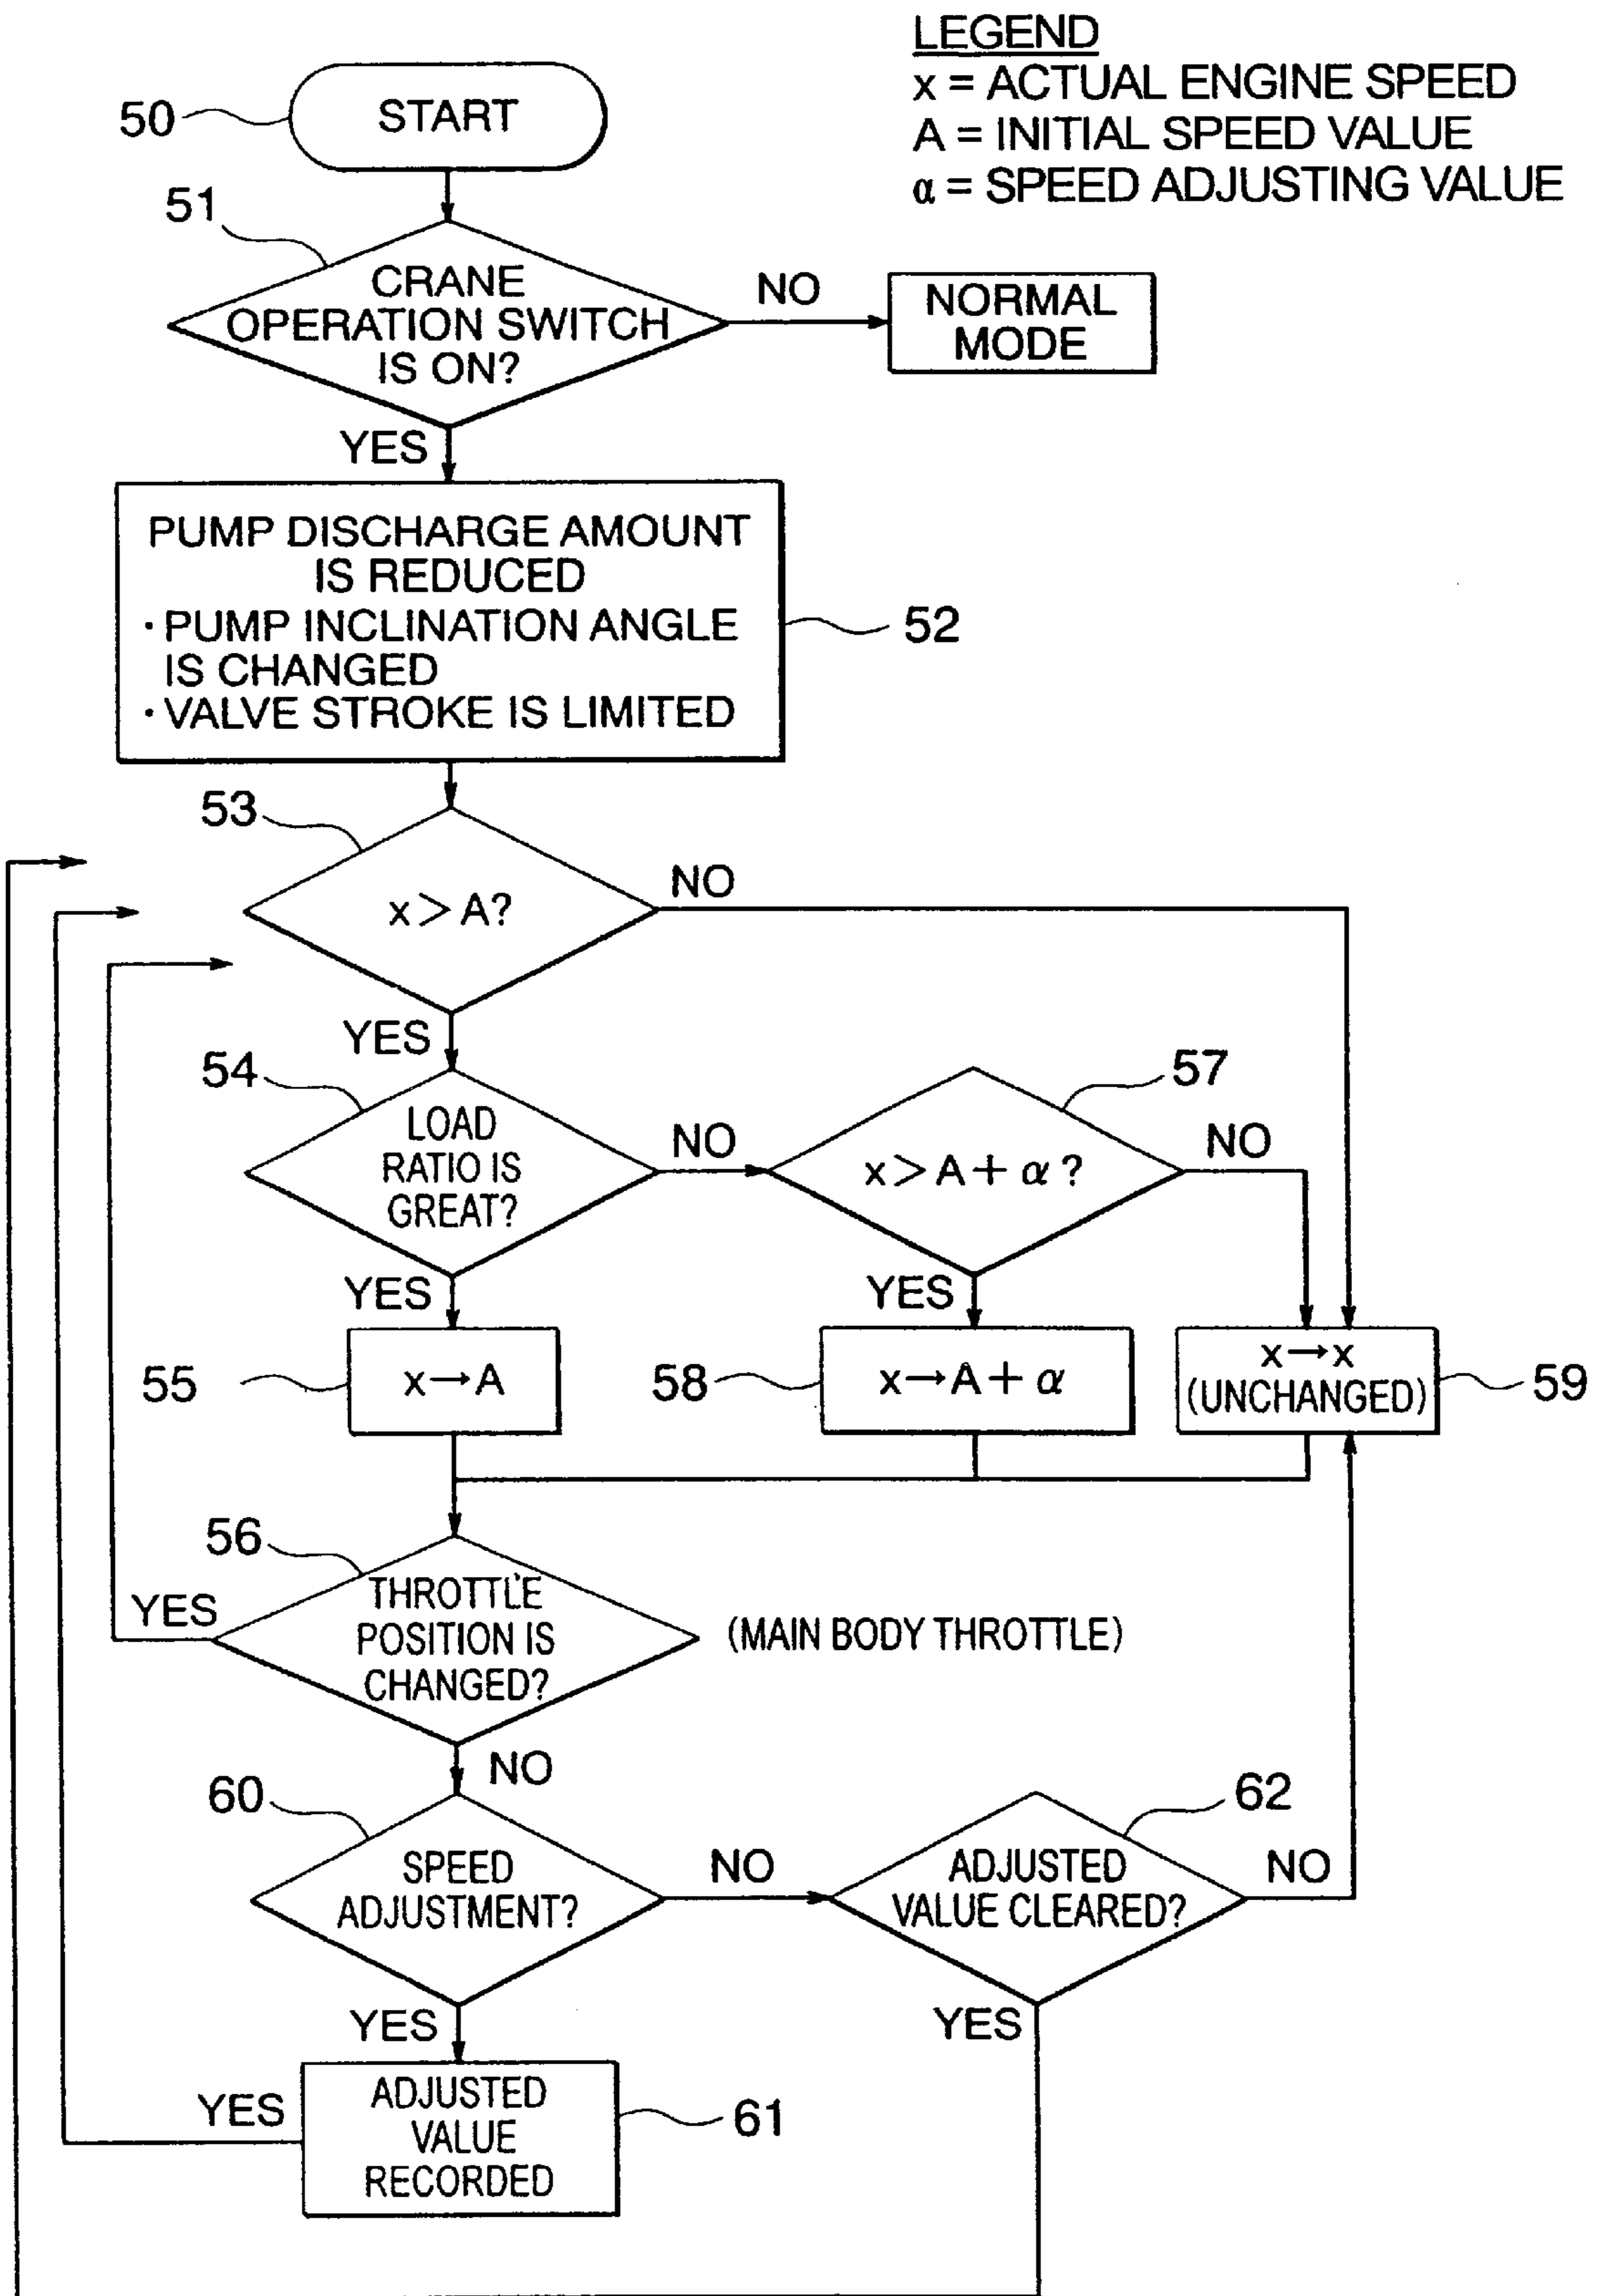 LEGEND
x = ACTUAL ENGINE SPEED
A = INITIAL SPEED VALUE
α = SPEED ADJUSTING VALUE
50
START
51
CRANE
OPERATION SWITCH
IS ON?
NO
NORMAL
MODE
YES
PUMP DISCHARGE AMOUNT
IS REDUCED
· PUMP INCLINATION ANGLE
IS CHANGED
· VALVE STROKE IS LIMITED
52
53
x > A?
NO
YES
54
LOAD
RATIO IS
GREAT?
NO
57
x > A + α ?
NO
YES
YES
55
x → A
58
x → A + α
x → x
(UNCHANGED)
59
56
THROTTLE
POSITION IS
CHANGED?
YES
(MAIN BODY THROTTLE)
NO
60
SPEED
ADJUSTMENT?
NO
62
ADJUSTED
VALUE CLEARED?
NO
YES
YES
YES
ADJUSTED
VALUE
RECORDED
61